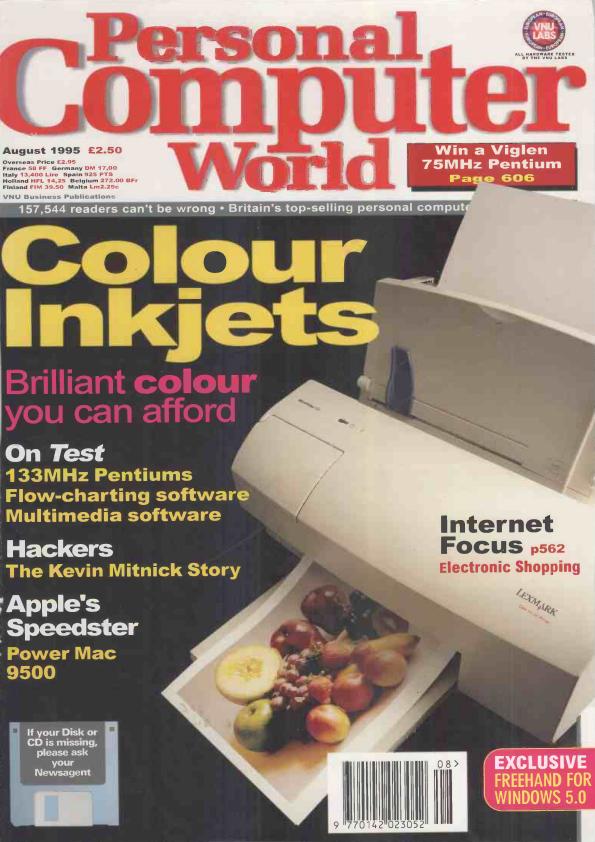 Personal
Computer
World
EUROPEAN
VNU
LABS
EUROPEAN
ALL HARDWARE TESTED
BY THE VNU LABS
August 1995 £2.50
Overseas Price £2.95
France 58 FF Germany DM 17,00
Italy 13,400 Lire Spain 925 PTS
Holland HFL 14,25 Belgium 272.00 BFr
Finland FIM 39.50 Malta Lm2.25c
VNU Business Publications
Win a Viglen
75MHz Pentium
Page 606
157,544 readers can't be wrong • Britain's top-selling personal compute
Colour
Inkjets
Brilliant colour
you can afford
On Test
133MHz Pentiums
Flow-charting software
Multimedia software
Hackers
The Kevin Mitnick Story
Apple's
Speedster
Power Mac
9500
Internet
Focus p562
Electronic Shopping
LEXMARK
If your Disk or
CD is missing,
please ask
your
Newsagent
08>
9 770142 023052
EXCLUSIVE
FREEHAND FOR
WINDOWS 5.0